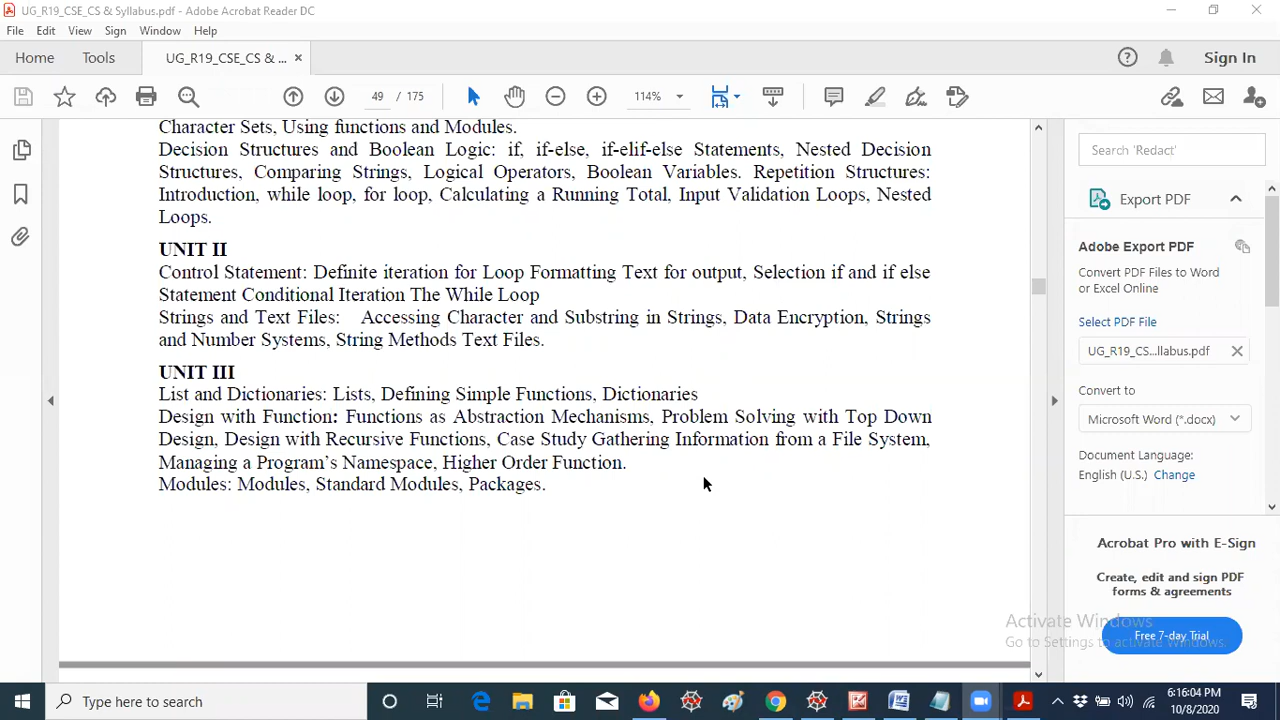 UG_R19_CSE_CS & Syllabus.pdf - Adobe Acrobat Reader DC
File Edit View Sign Window Help
Home Tools UG_R19_CSE_CS & ... × ? Sign In
49 / 175 114%
Character Sets, Using functions and Modules.
Decision Structures and Boolean Logic: if, if-else, if-elif-else Statements, Nested Decision
Structures, Comparing Strings, Logical Operators, Boolean Variables. Repetition Structures:
Introduction, while loop, for loop, Calculating a Running Total, Input Validation Loops, Nested
Loops.
UNIT II
Control Statement: Definite iteration for Loop Formatting Text for output, Selection if and if else
Statement Conditional Iteration The While Loop
Strings and Text Files: Accessing Character and Substring in Strings, Data Encryption, Strings
and Number Systems, String Methods Text Files.
UNIT III
List and Dictionaries: Lists, Defining Simple Functions, Dictionaries
Design with Function: Functions as Abstraction Mechanisms, Problem Solving with Top Down
Design, Design with Recursive Functions, Case Study Gathering Information from a File System,
Managing a Program's Namespace, Higher Order Function.
Modules: Modules, Standard Modules, Packages.
Search 'Redact'
Export PDF
Adobe Export PDF
Convert PDF Files to Word
or Excel Online
Select PDF File
UG_R19_CS...llabus.pdf
Convert to
Microsoft Word (*.docx)
Document Language:
English (U.S.) Change
Acrobat Pro with E-Sign
Create, edit and sign PDF
forms & agreements
Activate Windows
Go to Settings to activate Windows.
Free 7-day Trial
Type here to search
6:16:04 PM
10/8/2020